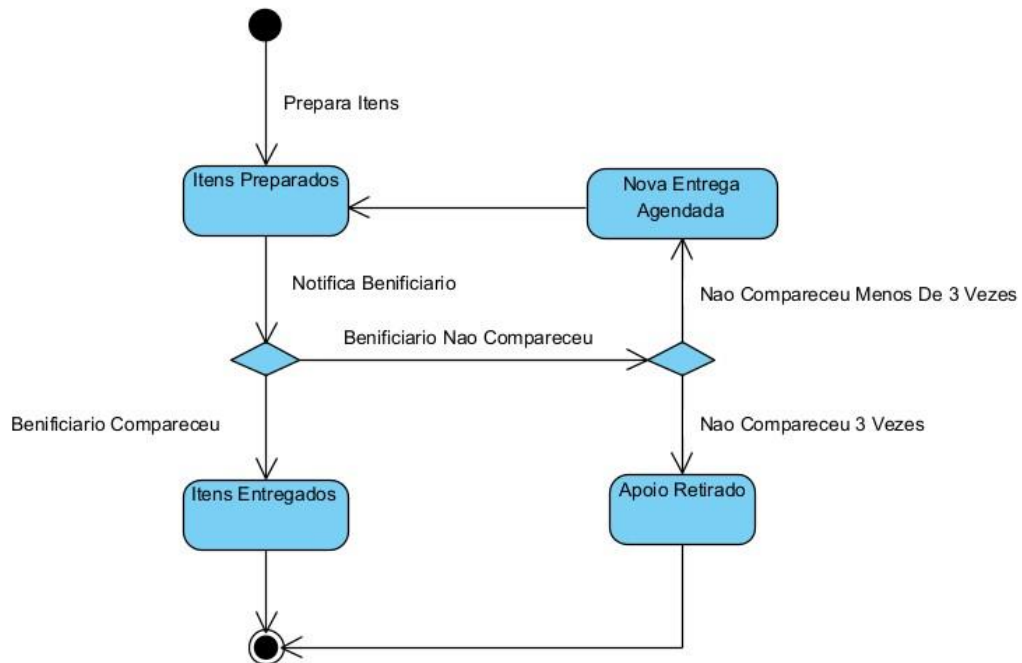 Prepara Itens
Itens Preparados
Nova Entrega
Agendada
Notifica Benificiario
Nao Compareceu Menos De 3 Vezes
Benificiario Nao Compareceu
Benificiario Compareceu
Nao Compareceu 3 Vezes
Itens Entregados
Apoio Retirado